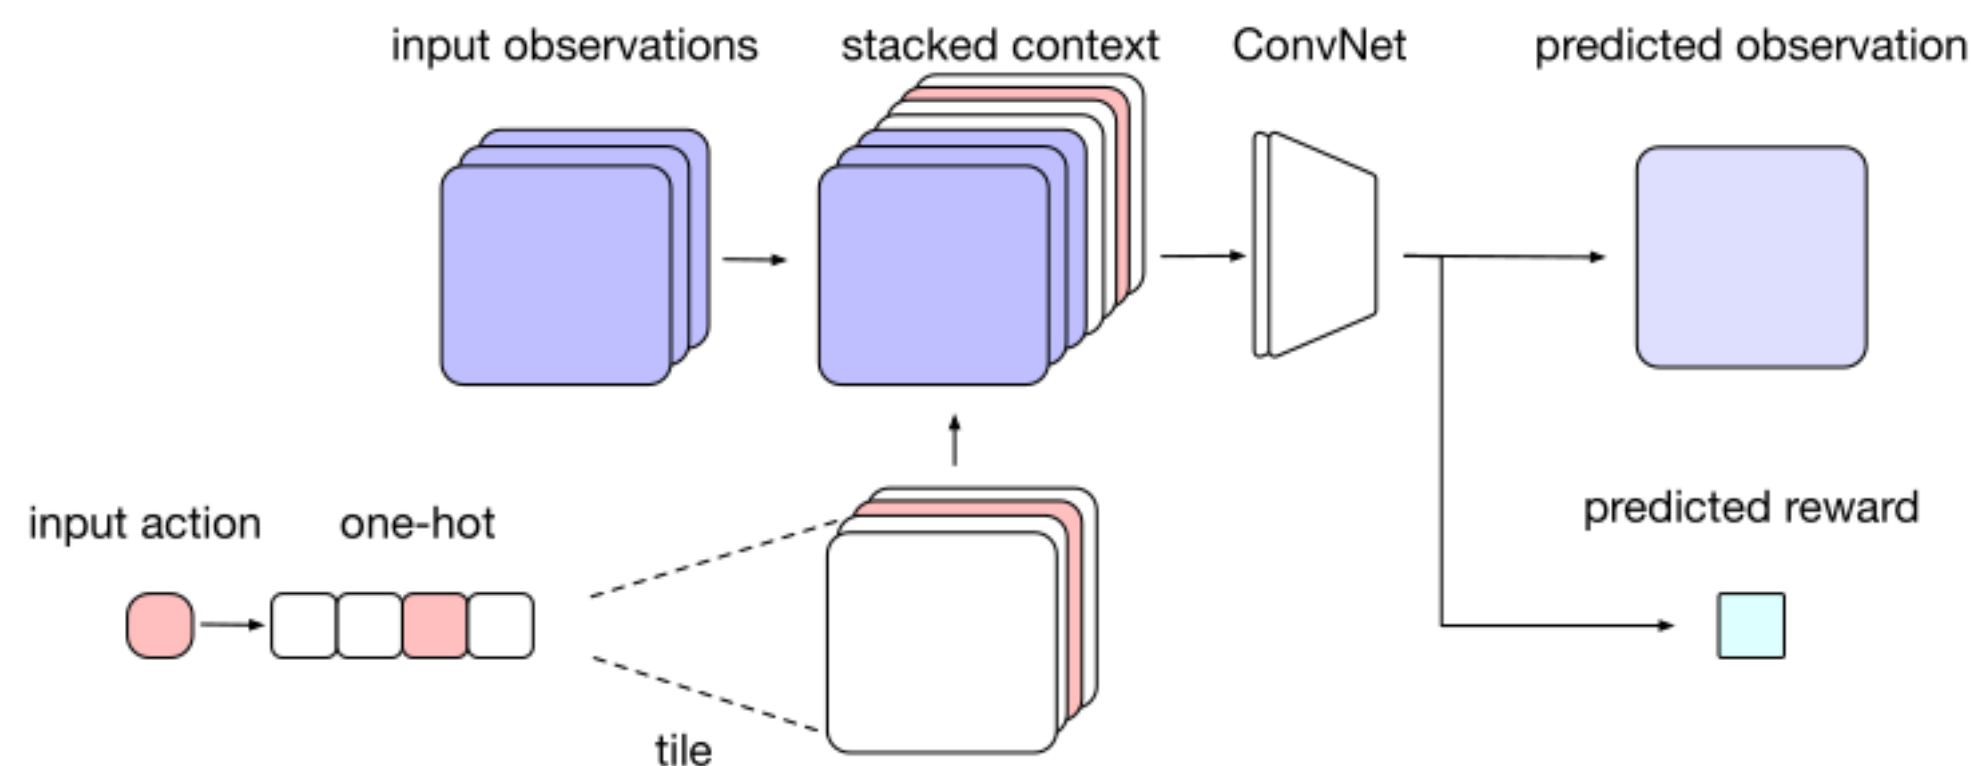 input observations
stacked context
ConvNet
predicted observation
input action
one-hot
predicted reward
tile